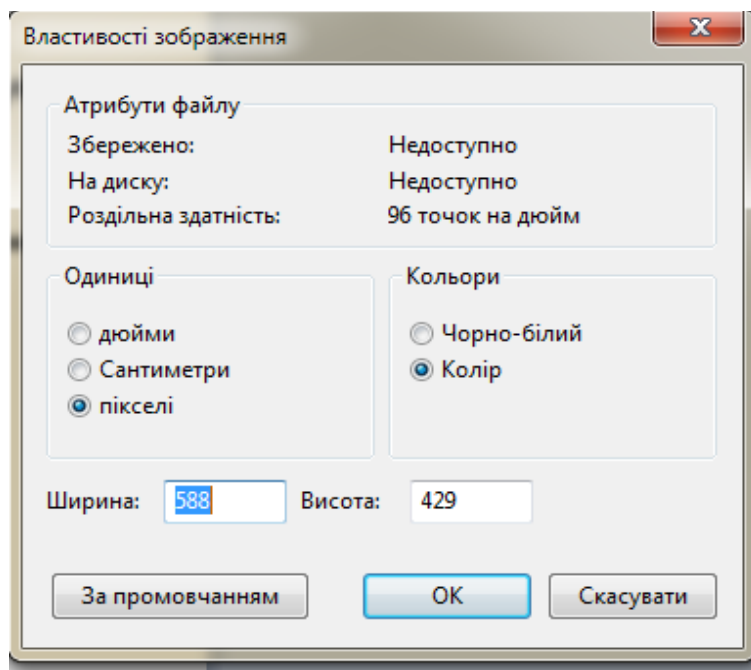 Властивості зображення
Атрибути файлу
Збережено: Недоступно
На диску: Недоступно
Роздільна здатність: 96 точок на дюйм
Одиниці
дюйми
Сантиметри
пікселі
Кольори
Чорно-білий
Колір
Ширина: 588 Висота: 429
За промовчанням ОК Скасувати